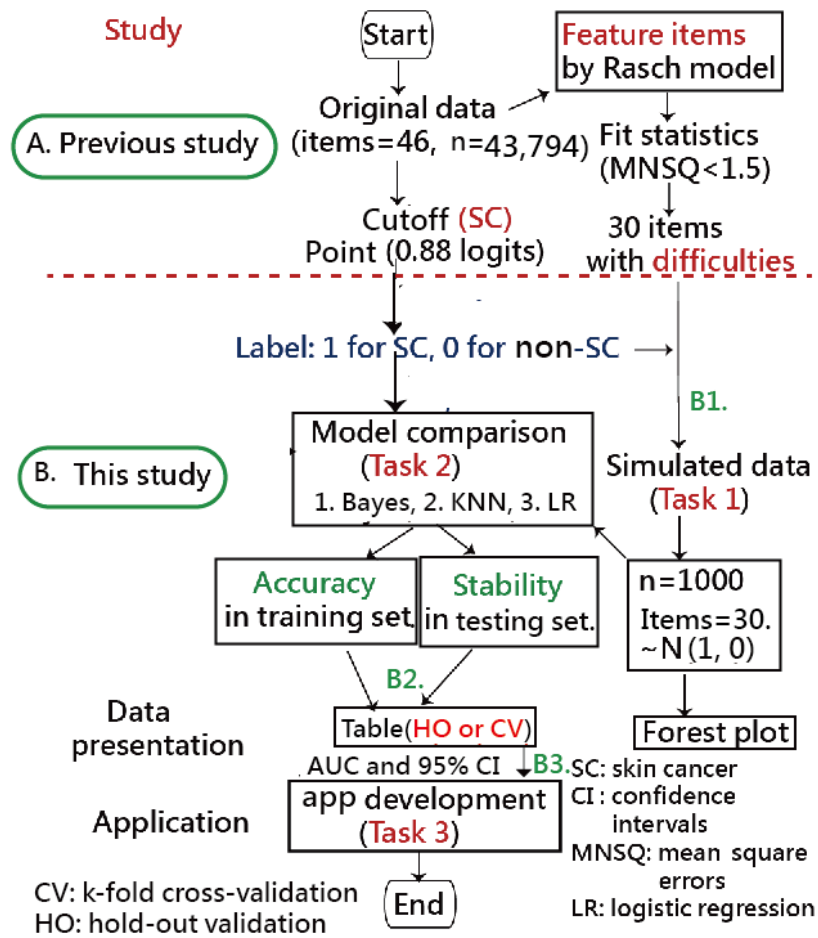 Study
Start
Feature items
by Rasch model
Original data
(items=46, n=43,794)
A. Previous study
Fit statistics
(MNSQ<1.5)
Cutoff (SC)
Point (0.88 logits)
30 items
with difficulties
Label: 1 for SC, 0 for non-SC
B1.
Model comparison
(Task 2)
1. Bayes, 2. KNN, 3. LR
B. This study
Simulated data
(Task 1)
Accuracy
in training set.
Stability
in testing set.
n=1000
Items=30.
~N(1, 0)
B2.
Data
presentation
Table(HO or CV)
Forest plot
AUC and 95% CI
B3.
Application
app development
(Task 3)
SC: skin cancer
CI : confidence
intervals
MNSQ: mean square
errors
LR: logistic regression
CV: k-fold cross-validation
HO: hold-out validation
End